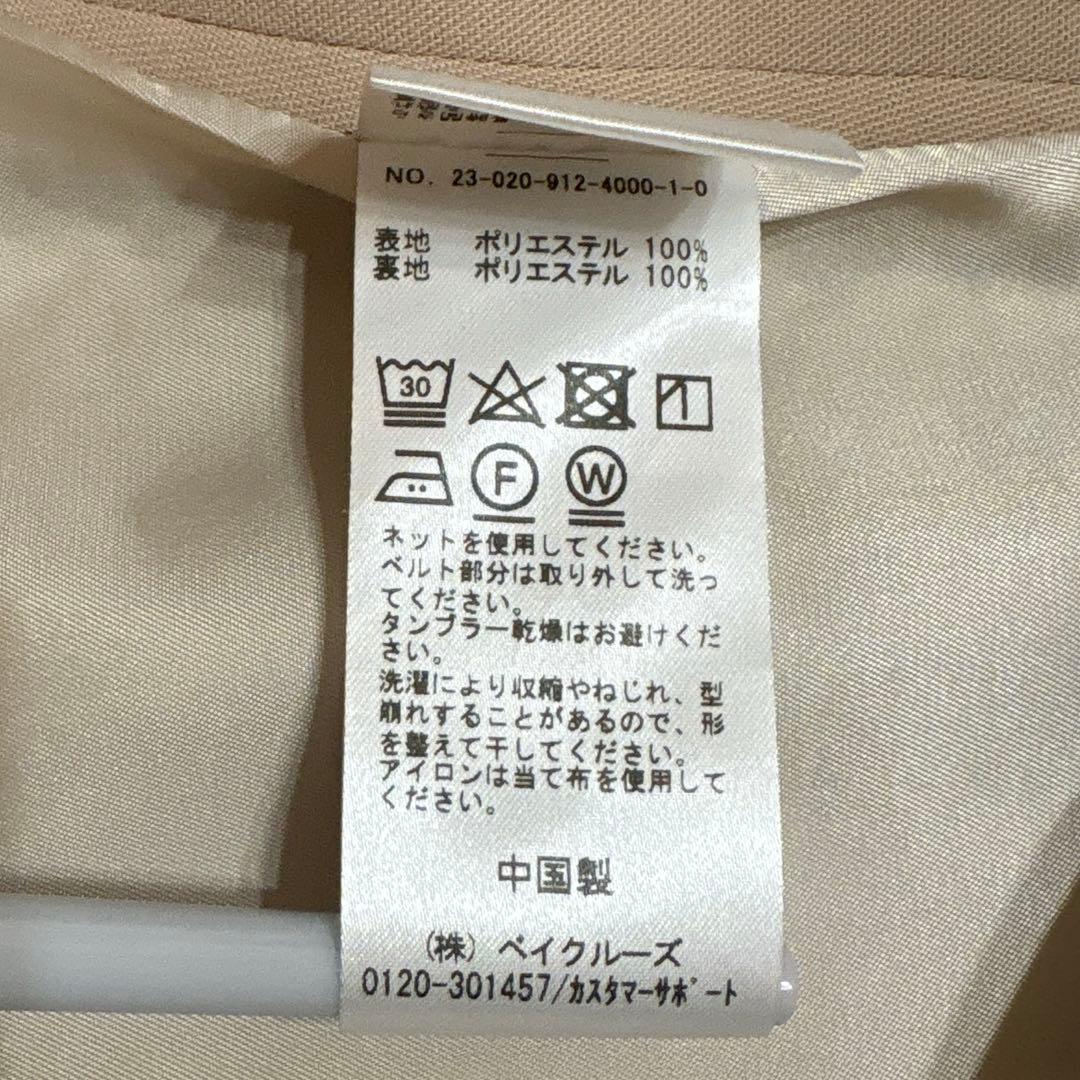 NO. 23-020-912-4000-1-0
表地 ポリエステル 100%
裏地 ポリエステル 100%
30
F W
ネットを使用してください。
ベルト部分は取り外して洗っ
てください。
タンブラー乾燥はお避けくだ
さい。
洗濯により収縮やねじれ、型
崩れすることがあるので、形
を整えて干してください。
アイロンは当て布を使用して
ください。
中国製
(株) ベイクルーズ
0120-301457/カスタマーサポート